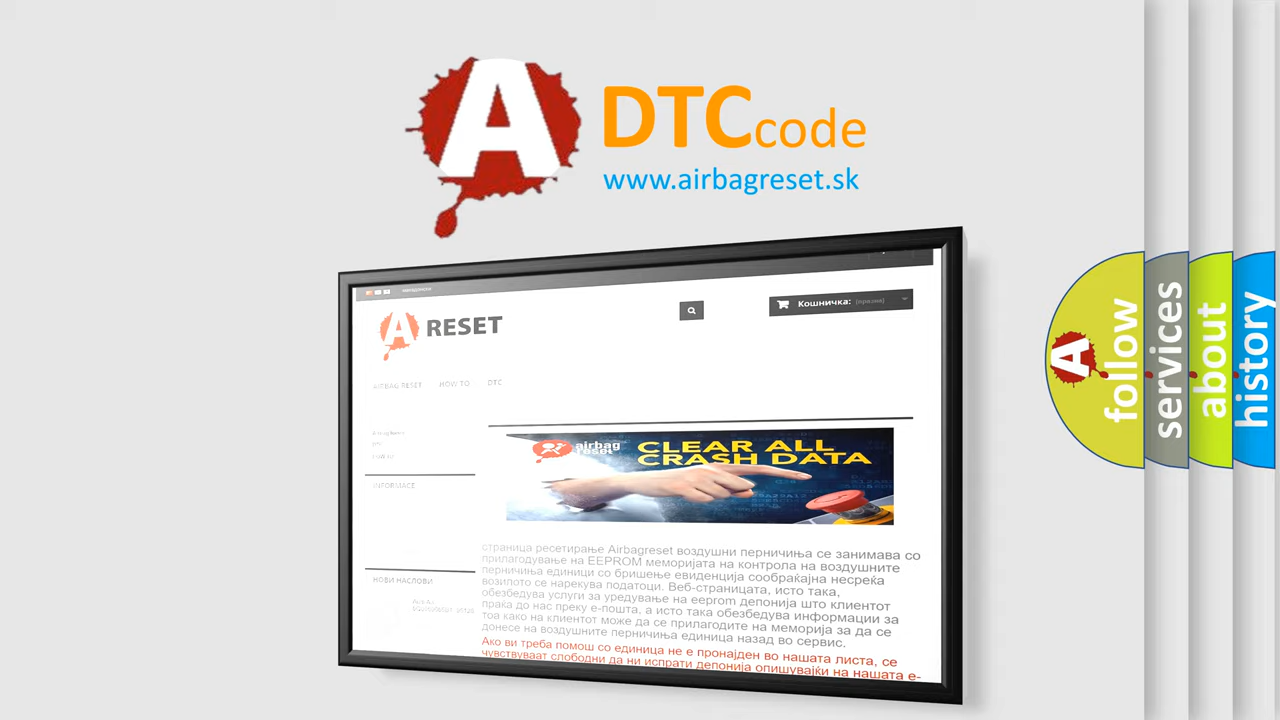 A DTCcode
www.airbagreset.sk
A RESET
Кошничка: (празна)
AIRBAG RESET HOW TO DTC
INFORMACE
НОВИ НАСЛОВИ
airbag
reset
CLEAR ALL
CRASH DATA
страница ресетирање Airbagreset воздушни перничиња се занимава со
прилагодување на EEPROM меморијата на контрола на воздушните
перничиња единици со бришење евиденција сообраќајна несреќа
возилото се нарекува податоци. Веб-страницата, исто така,
обезбедува услуги за уредување на eeprom депонија што клиентот
праќа до нас преку е-пошта, а исто така обезбедува информации за
тоа како на клиентот може да се прилагодите на меморија за да се
донесе на воздушните перничиња единица назад во сервис.
Ако ви треба помош со единица не е пронајден во нашата листа, се
чувствуваат слободни да ни испрати депонија опишувајќи на нашата е-
A follow
services
about
history